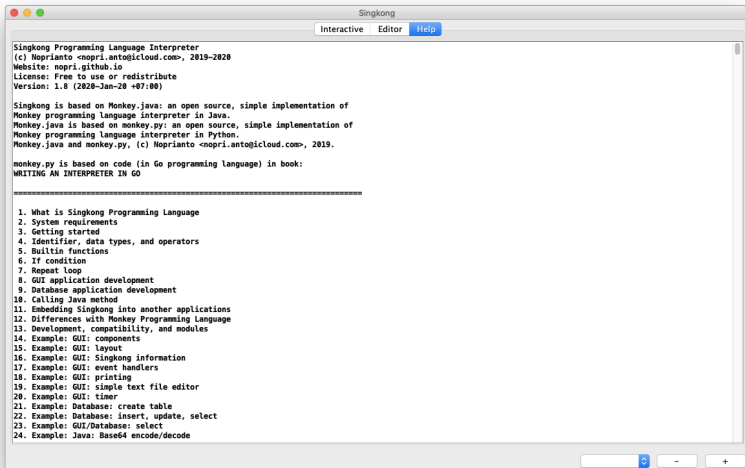 Singkong
Interactive Editor Help
Singkong Programming Language Interpreter
(c) Noprianto <nopri.anto@icloud.com>, 2019-2020
Website: nopri.github.io
License: Free to use or redistribute
Version: 1.8 (2020-Jan-20 +07:00)
Singkong is based on Monkey.java: an open source, simple implementation of
Monkey programming language interpreter in Java.
Monkey.java is based on monkey.py: an open source, simple implementation of
Monkey programming language interpreter in Python.
Monkey.java and monkey.py, (c) Noprianto <nopri.anto@icloud.com>, 2019.
monkey.py is based on code (in Go programming language) in book:
WRITING AN INTERPRETER IN GO
==========================================================================
1. What is Singkong Programming Language
2. System requirements
3. Getting started
4. Identifier, data types, and operators
5. Builtin functions
6. If condition
7. Repeat loop
8. GUI application development
9. Database application development
10. Calling Java method
11. Embedding Singkong into another applications
12. Differences with Monkey Programming Language
13. Development, compatibility, and modules
14. Example: GUI: components
15. Example: GUI: layout
16. Example: GUI: Singkong information
17. Example: GUI: event handlers
18. Example: GUI: printing
19. Example: GUI: simple text file editor
20. Example: GUI: timer
21. Example: Database: create table
22. Example: Database: insert, update, select
23. Example: GUI/Database: select
24. Example: Java: Base64 encode/decode
- +